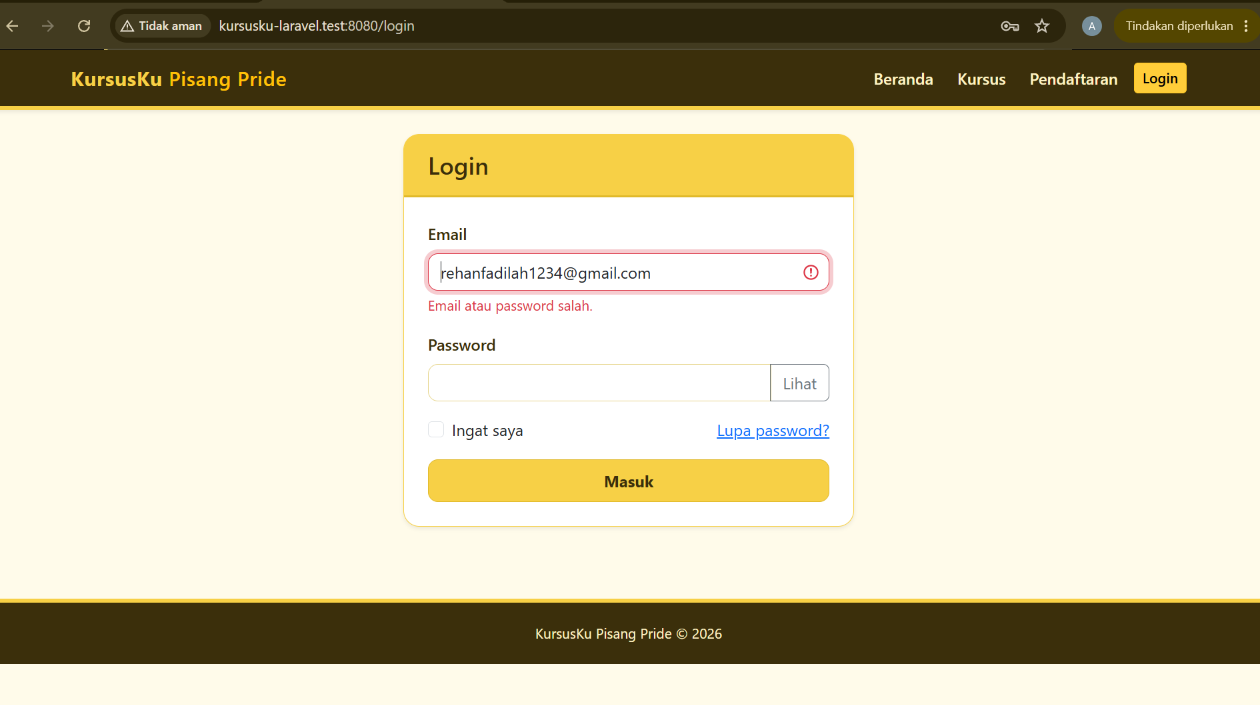 Tidak aman
kursusku-laravel.test:8080/login
A
Tindakan diperlukan
KursusKu Pisang Pride
Beranda
Kursus
Pendaftaran
Login
Login
Email
rehanfadilah1234@gmail.com
Email atau password salah.
Password
Lihat
Ingat saya
Lupa password?
Masuk
KursusKu Pisang Pride © 2026